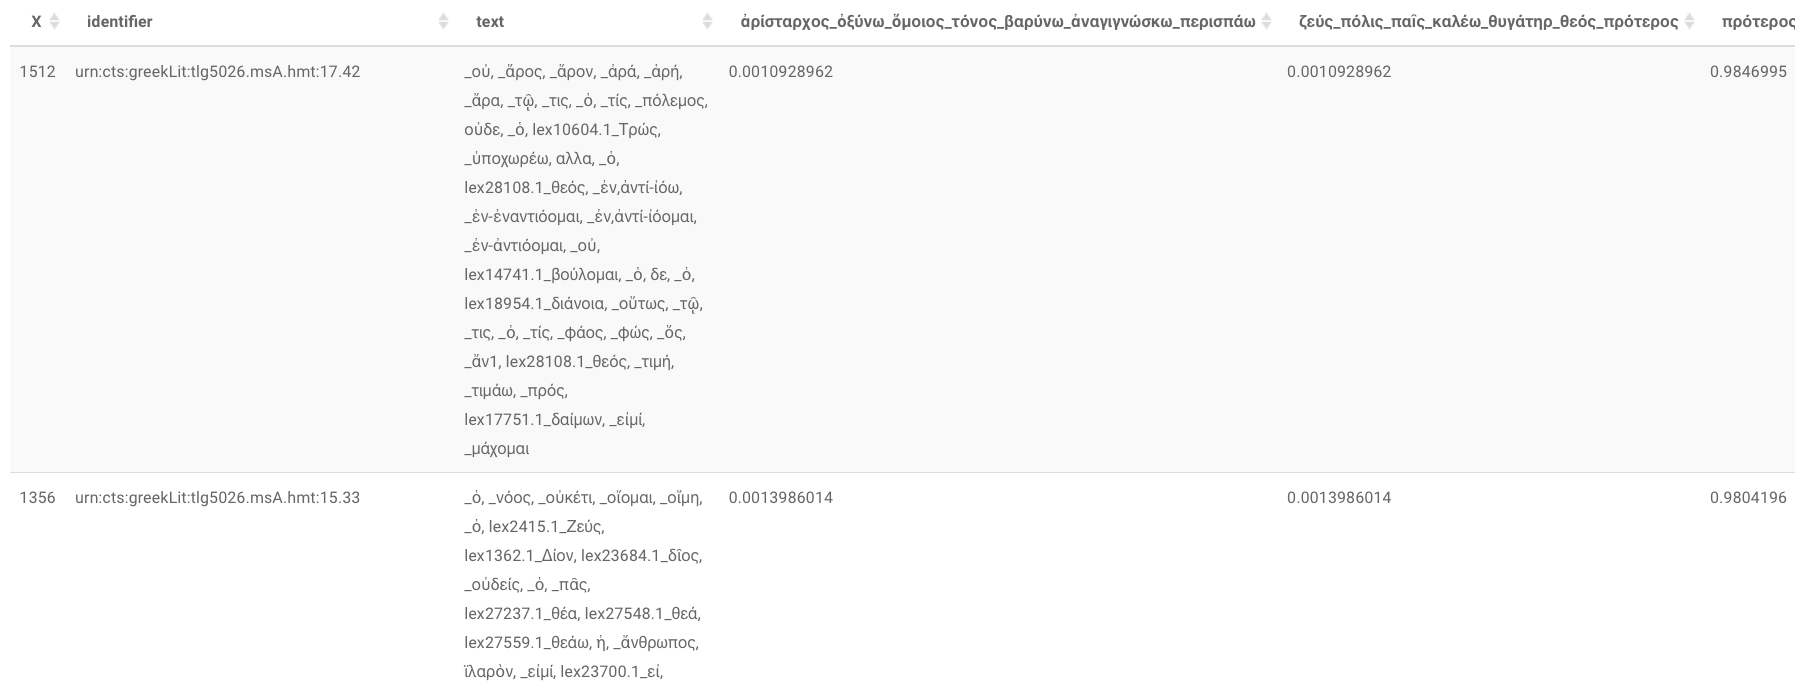 X identifier text ἀρίσταρχος_ὀξύνω_ὅμοιος_τόνος_βαρύνω_ἀναγιγνώσκω_περισπάω ζεύς_πόλις_παῖς_καλέω_θυγάτηρ_θεός_πρότερος πρότερος
1512 urn:cts:greekLit:tlg5026.msA.hmt:17.42 _οὐ, _ἄρος, _ἄρον, _ἀρά, _ἀρή, 0.0010928962 0.0010928962 0.9846995
_ἄρα, _τῷ, _τις, _ὁ, _τίς, _πόλεμος,
οὐδε, _ὁ, lex10604.1_Τρώς,
_ὑποχωρέω, αλλα, _ὁ,
lex28108.1_θεός, _ἐν,ἀντί-ἰόω,
_ἐν-ἐναντιόομαι, _ἐν,ἀντί-ἰόομαι,
_ἐν-ἀντιόομαι, _οὐ,
lex14741.1_βούλομαι, _ὁ, δε, _ὁ,
lex18954.1_διάνοια, _οὕτως, _τῷ,
_τις, _ὁ, _τίς, _φάος, _φώς, _ὅς,
_ἄν1, lex28108.1_θεός, _τιμή,
_τιμάω, _πρός,
lex17751.1_δαίμων, _εἰμί,
_μάχομαι
1356 urn:cts:greekLit:tlg5026.msA.hmt:15.33 _ὁ, _νόος, _οὐκέτι, _οἴομαι, _οἴμη, 0.0013986014 0.0013986014 0.9804196
_ὁ, lex2415.1_Ζεύς,
lex1362.1_Δίον, lex23684.1_δῖος,
_οὐδείς, _ὁ, _πᾶς,
lex27237.1_θέα, lex27548.1_θεά,
lex27559.1_θεάω, ἡ, _ἄνθρωπος,
ϊλαρὸν, _εἰμί, lex23700.1_εἰ,